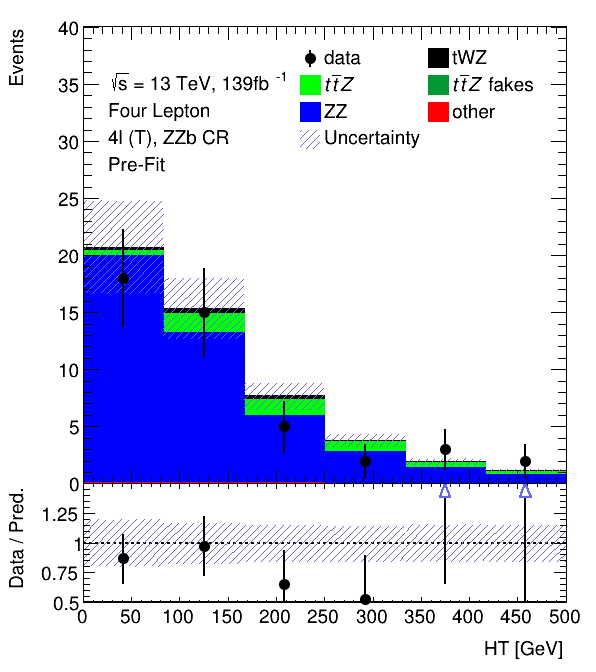 Events
40
35
30
25
20
15
10
5
0
√s = 13 TeV, 139fb⁻¹
Four Lepton
4l (T), ZZb CR
Pre-Fit
data
tt̄Z
ZZ
Uncertainty
tWZ
tt̄Z fakes
other
Data / Pred.
1.25
1
0.75
0.5
0 50 100 150 200 250 300 350 400 450 500
HT [GeV]